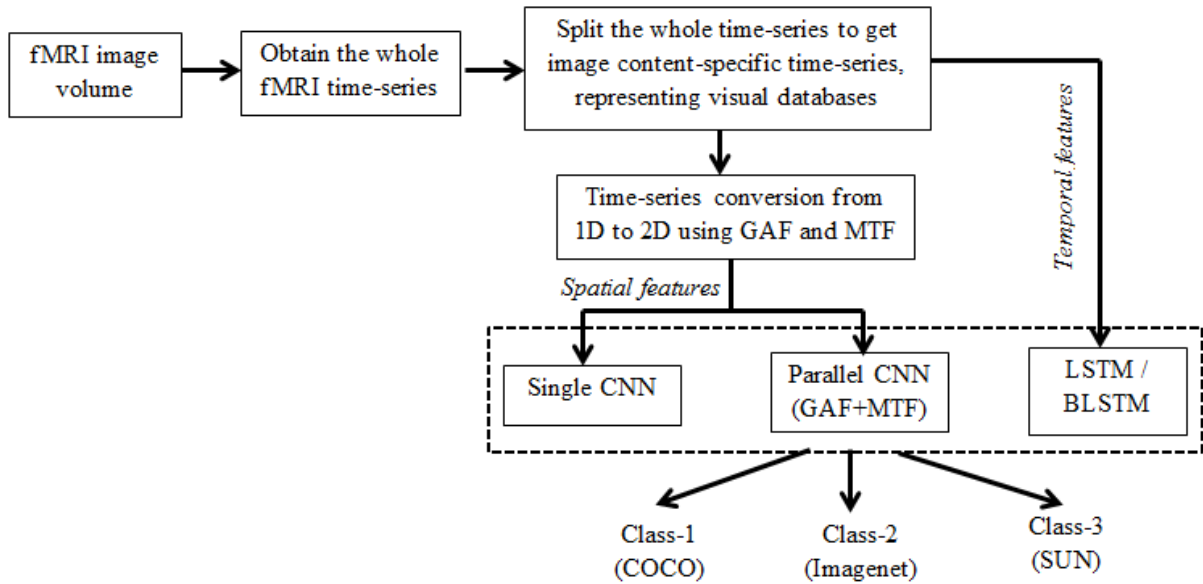 fMRI image
volume
Obtain the whole
fMRI time-series
Split the whole time-series to get
image content-specific time-series,
representing visual databases
Temporal features
Time-series conversion from
1D to 2D using GAF and MTF
Spatial features
Single CNN
Parallel CNN
(GAF+MTF)
LSTM /
BLSTM
Class-1
(COCO)
Class-2
(Imagenet)
Class-3
(SUN)